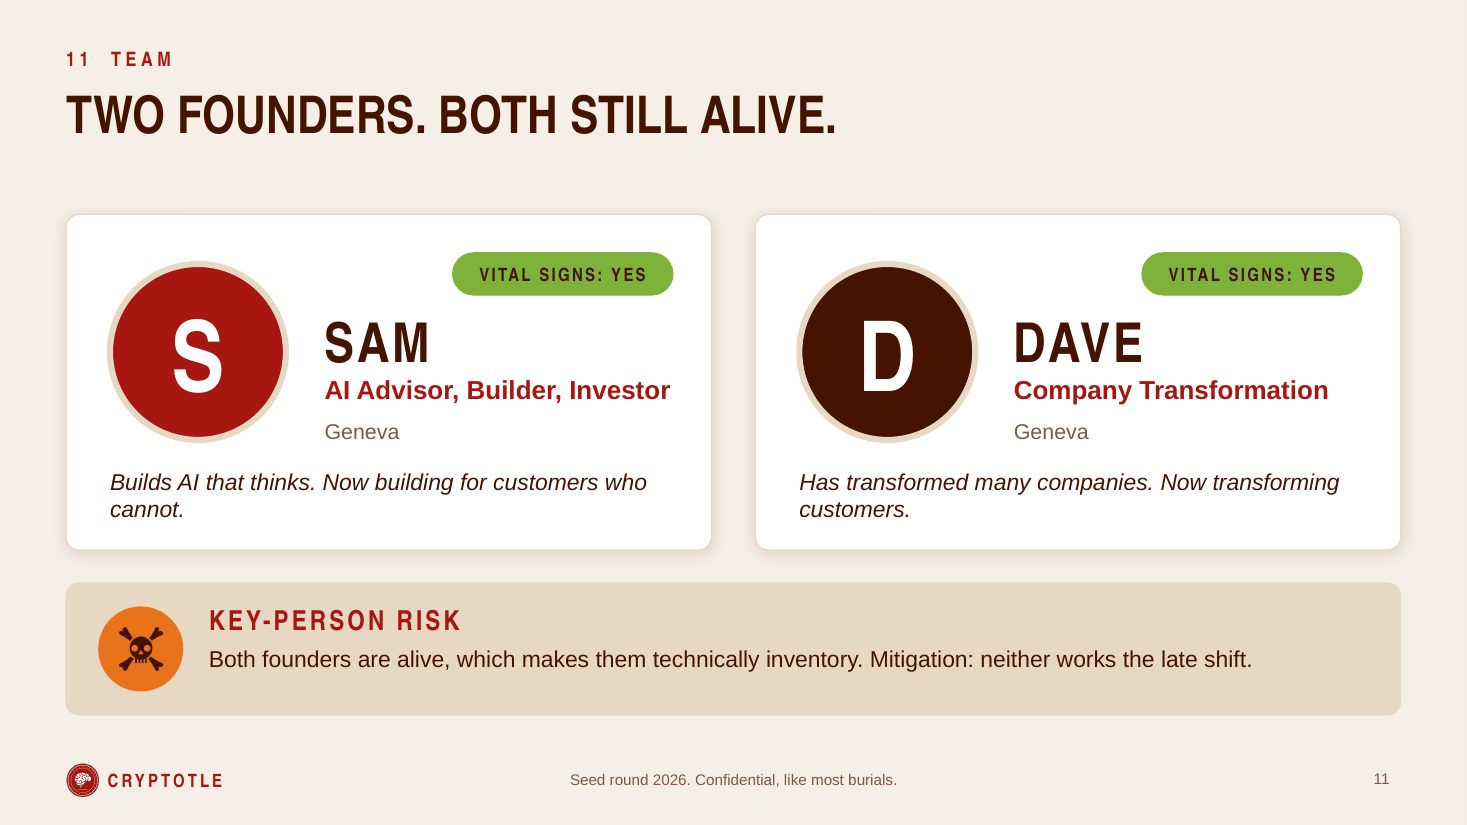 11 TEAM
TWO FOUNDERS. BOTH STILL ALIVE.
VITAL SIGNS: YES
S
SAM
AI Advisor, Builder, Investor
Geneva
Builds AI that thinks. Now building for customers who
cannot.
VITAL SIGNS: YES
D
DAVE
Company Transformation
Geneva
Has transformed many companies. Now transforming
customers.
KEY-PERSON RISK
Both founders are alive, which makes them technically inventory. Mitigation: neither works the late shift.
CRYPTOTLE
Seed round 2026. Confidential, like most burials.
11